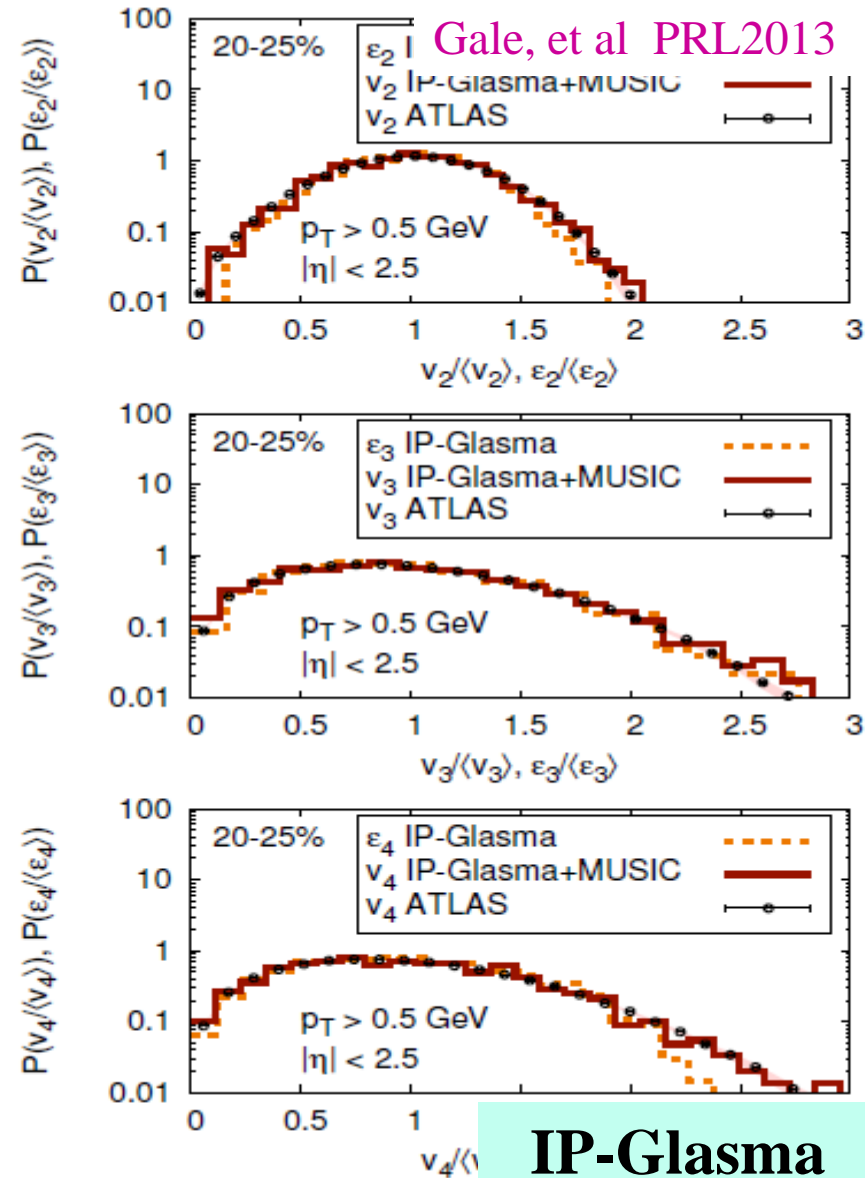 Gale, et al PRL2013
P(v₂/⟨v₂⟩), P(ε₂/⟨ε₂⟩)
100
10
1
0.1
0.01
20-25%
ε₂ I
v₂ IP-Glasma+MUSIC
v₂ ATLAS
p_T > 0.5 GeV
|η| < 2.5
0 0.5 1 1.5 2 2.5 3
v₂/⟨v₂⟩, ε₂/⟨ε₂⟩
P(v₃/⟨v₃⟩), P(ε₃/⟨ε₃⟩)
100
10
1
0.1
0.01
20-25%
ε₃ IP-Glasma
v₃ IP-Glasma+MUSIC
v₃ ATLAS
p_T > 0.5 GeV
|η| < 2.5
0 0.5 1 1.5 2 2.5 3
v₃/⟨v₃⟩, ε₃/⟨ε₃⟩
P(v₄/⟨v₄⟩), P(ε₄/⟨ε₄⟩)
100
10
1
0.1
0.01
20-25%
ε₄ IP-Glasma
v₄ IP-Glasma+MUSIC
v₄ ATLAS
p_T > 0.5 GeV
|η| < 2.5
0 1
v₄/⟨v
IP-Glasma